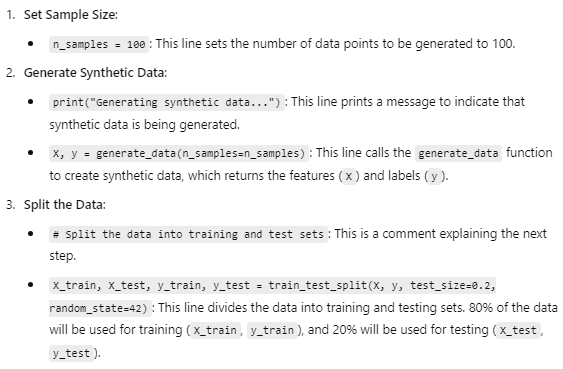 1. Set Sample Size:
• n_samples = 100 : This line sets the number of data points to be generated to 100.
2. Generate Synthetic Data:
• print("Generating synthetic data...") : This line prints a message to indicate that
synthetic data is being generated.
• X, y = generate_data(n_samples=n_samples) : This line calls the generate_data function
to create synthetic data, which returns the features ( X ) and labels ( y ).
3. Split the Data:
• # Split the data into training and test sets : This is a comment explaining the next
step.
• X_train, X_test, y_train, y_test = train_test_split(X, y, test_size=0.2,
random_state=42) : This line divides the data into training and testing sets. 80% of the data
will be used for training ( X_train , y_train ), and 20% will be used for testing ( X_test ,
y_test ).